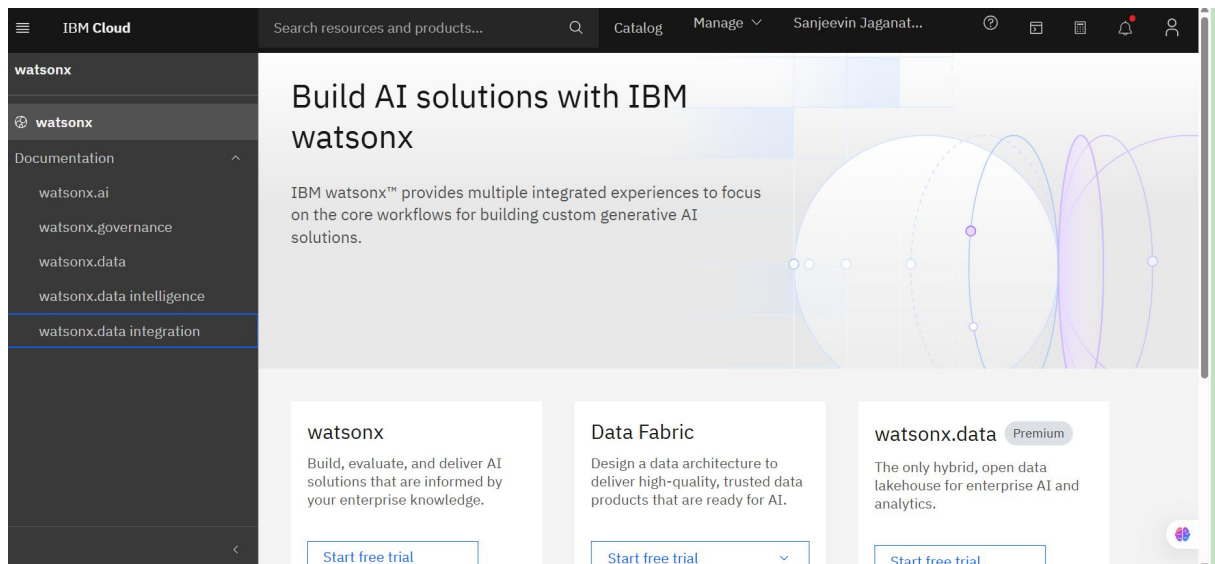 IBM Cloud
Search resources and products...
Catalog
Manage
Sanjeevin Jaganat...
watsonx
watsonx
Documentation
watsonx.ai
watsonx.governance
watsonx.data
watsonx.data intelligence
watsonx.data integration
Build AI solutions with IBM
watsonx
IBM watsonx™ provides multiple integrated experiences to focus
on the core workflows for building custom generative AI
solutions.
watsonx
Build, evaluate, and deliver AI
solutions that are informed by
your enterprise knowledge.
Start free trial
Data Fabric
Design a data architecture to
deliver high-quality, trusted data
products that are ready for AI.
Start free trial
watsonx.data Premium
The only hybrid, open data
lakehouse for enterprise AI and
analytics.
Start free trial